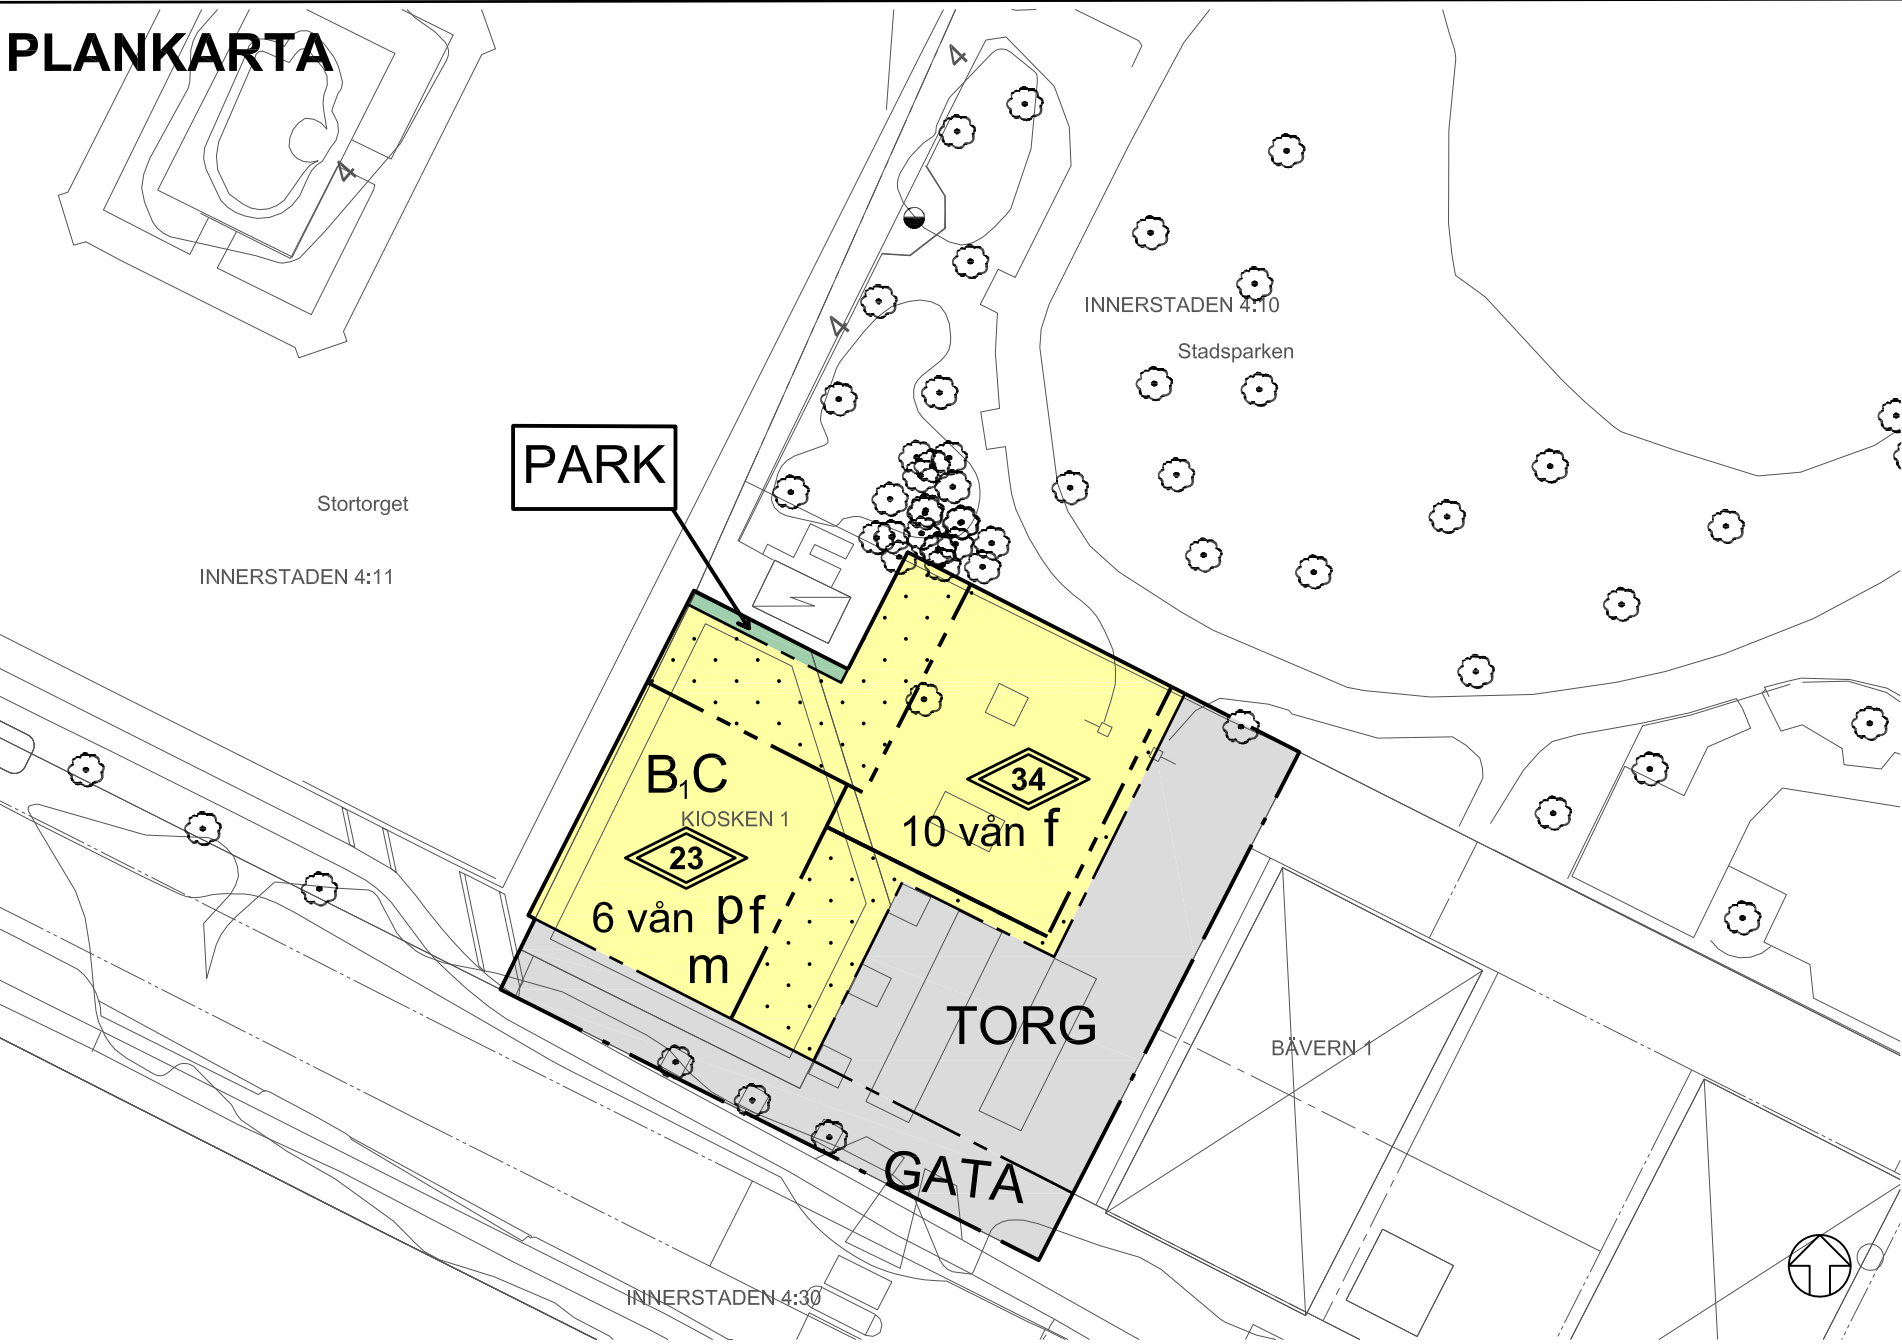 PLANKARTA
4
4
4
INNERSTADEN 4:10
Stadsparken
PARK
Stortorget
INNERSTADEN 4:11
B₁C
KIOSKEN 1
34
10 vån f
23
6 vån pf
m
TORG
BÄVERN 1
GATA
INNERSTADEN 4:30